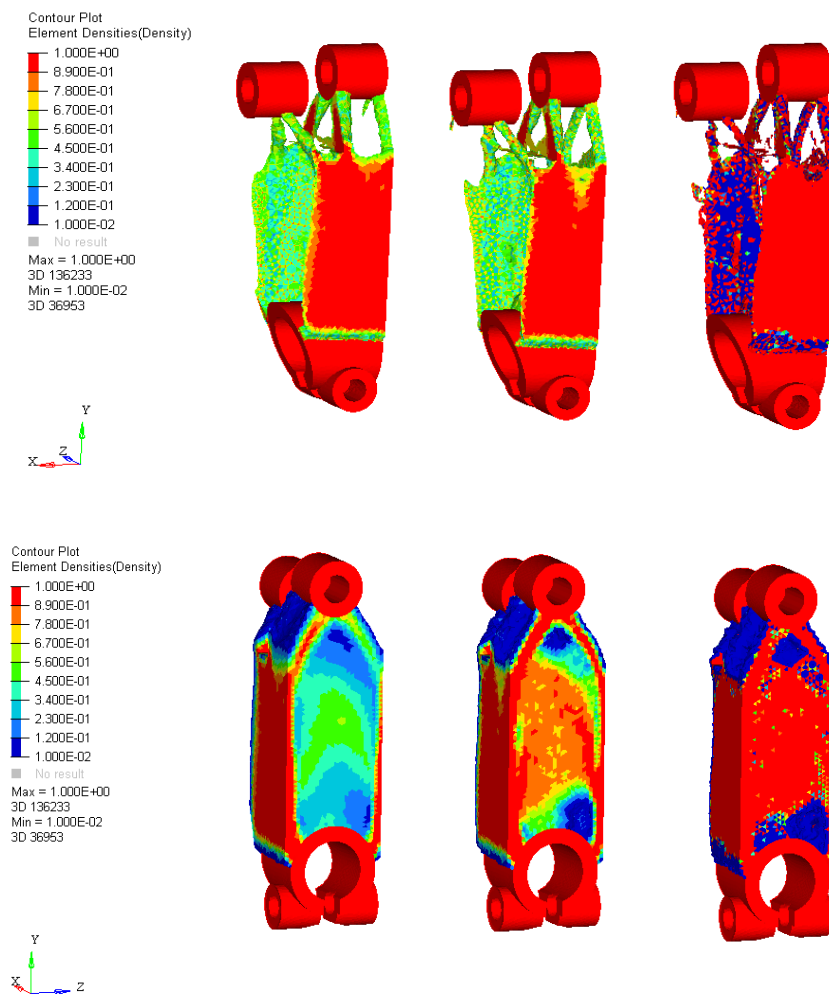 Contour Plot
Element Densities(Density)
1.000E+00
8.900E-01
7.800E-01
6.700E-01
5.600E-01
4.500E-01
3.400E-01
2.300E-01
1.200E-01
1.000E-02
No result
Max = 1.000E+00
3D 136233
Min = 1.000E-02
3D 36953
Y
Z
X
Contour Plot
Element Densities(Density)
1.000E+00
8.900E-01
7.800E-01
6.700E-01
5.600E-01
4.500E-01
3.400E-01
2.300E-01
1.200E-01
1.000E-02
No result
Max = 1.000E+00
3D 136233
Min = 1.000E-02
3D 36953
Y
X
Z